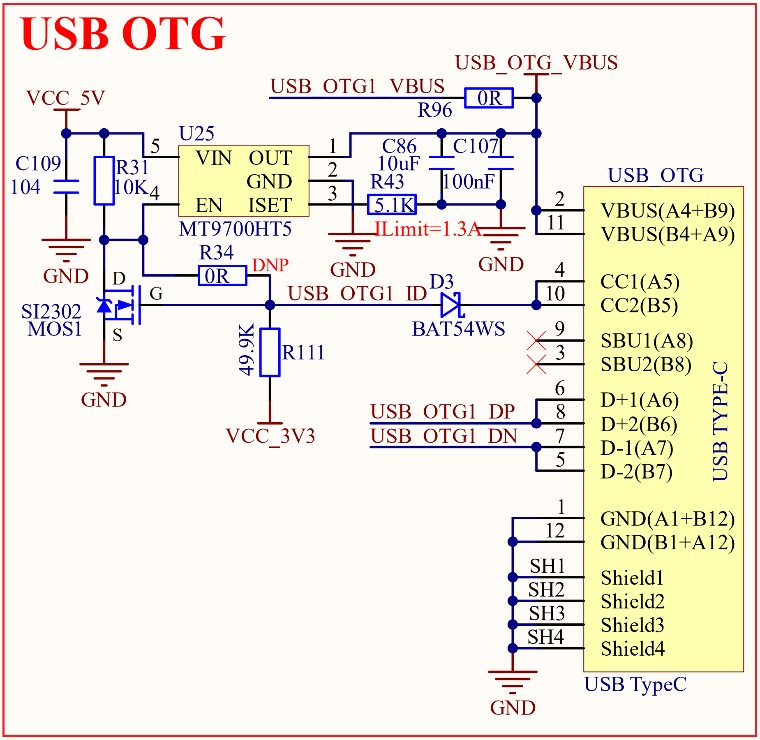 USB OTG
USB_OTG_VBUS
USB_OTG1_VBUS
0R
R96
VCC_5V
U25
5
VIN
OUT
1
GND
2
4
EN
ISET
3
MT9700HT5
C109
104
R31
10K
C86
10uF
C107
100nF
R43
5.1K
ILimit=1.3A
GND
GND
GND
R34
0R
DNP
D
G
S
SI2302
MOS1
GND
USB_OTG1_ID
D3
BAT54WS
49.9K
R111
VCC_3V3
USB_OTG1_DP
USB_OTG1_DN
USB_OTG
2 VBUS(A4+B9)
11 VBUS(B4+A9)
4 CC1(A5)
10 CC2(B5)
9 SBU1(A8)
3 SBU2(B8)
6 D+1(A6)
8 D+2(B6)
7 D-1(A7)
5 D-2(B7)
1 GND(A1+B12)
12 GND(B1+A12)
SH1 Shield1
SH2 Shield2
SH3 Shield3
SH4 Shield4
USB TYPE-C
USB TypeC
GND